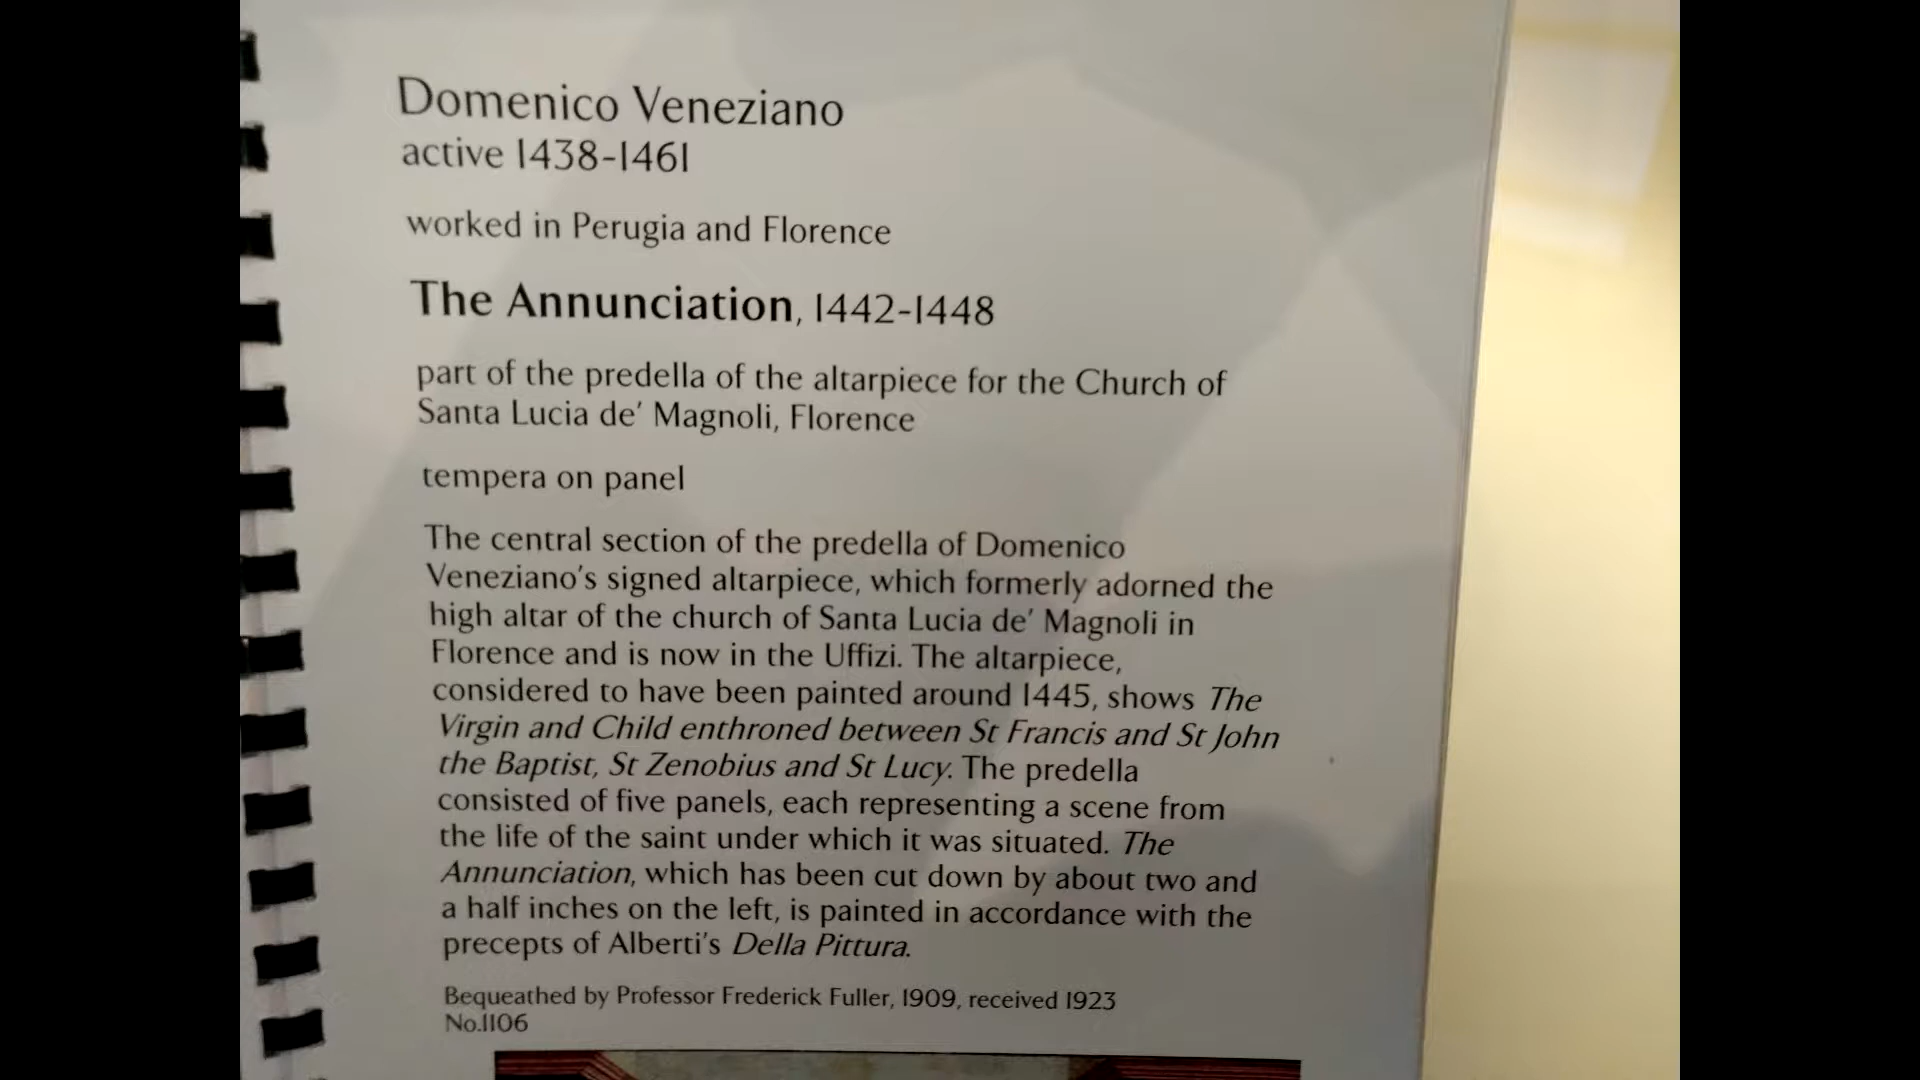 Domenico Veneziano
active 1438-1461
worked in Perugia and Florence
The Annunciation, 1442-1448
part of the predella of the altarpiece for the Church of
Santa Lucia de’ Magnoli, Florence
tempera on panel
The central section of the predella of Domenico
Veneziano’s signed altarpiece, which formerly adorned the
high altar of the church of Santa Lucia de’ Magnoli in
Florence and is now in the Uffizi. The altarpiece,
considered to have been painted around 1445, shows The
Virgin and Child enthroned between St Francis and St John
the Baptist, St Zenobius and St Lucy. The predella
consisted of five panels, each representing a scene from
the life of the saint under which it was situated. The
Annunciation, which has been cut down by about two and
a half inches on the left, is painted in accordance with the
precepts of Alberti’s Della Pittura.
Bequeathed by Professor Frederick Fuller, 1909, received 1923
No.1106